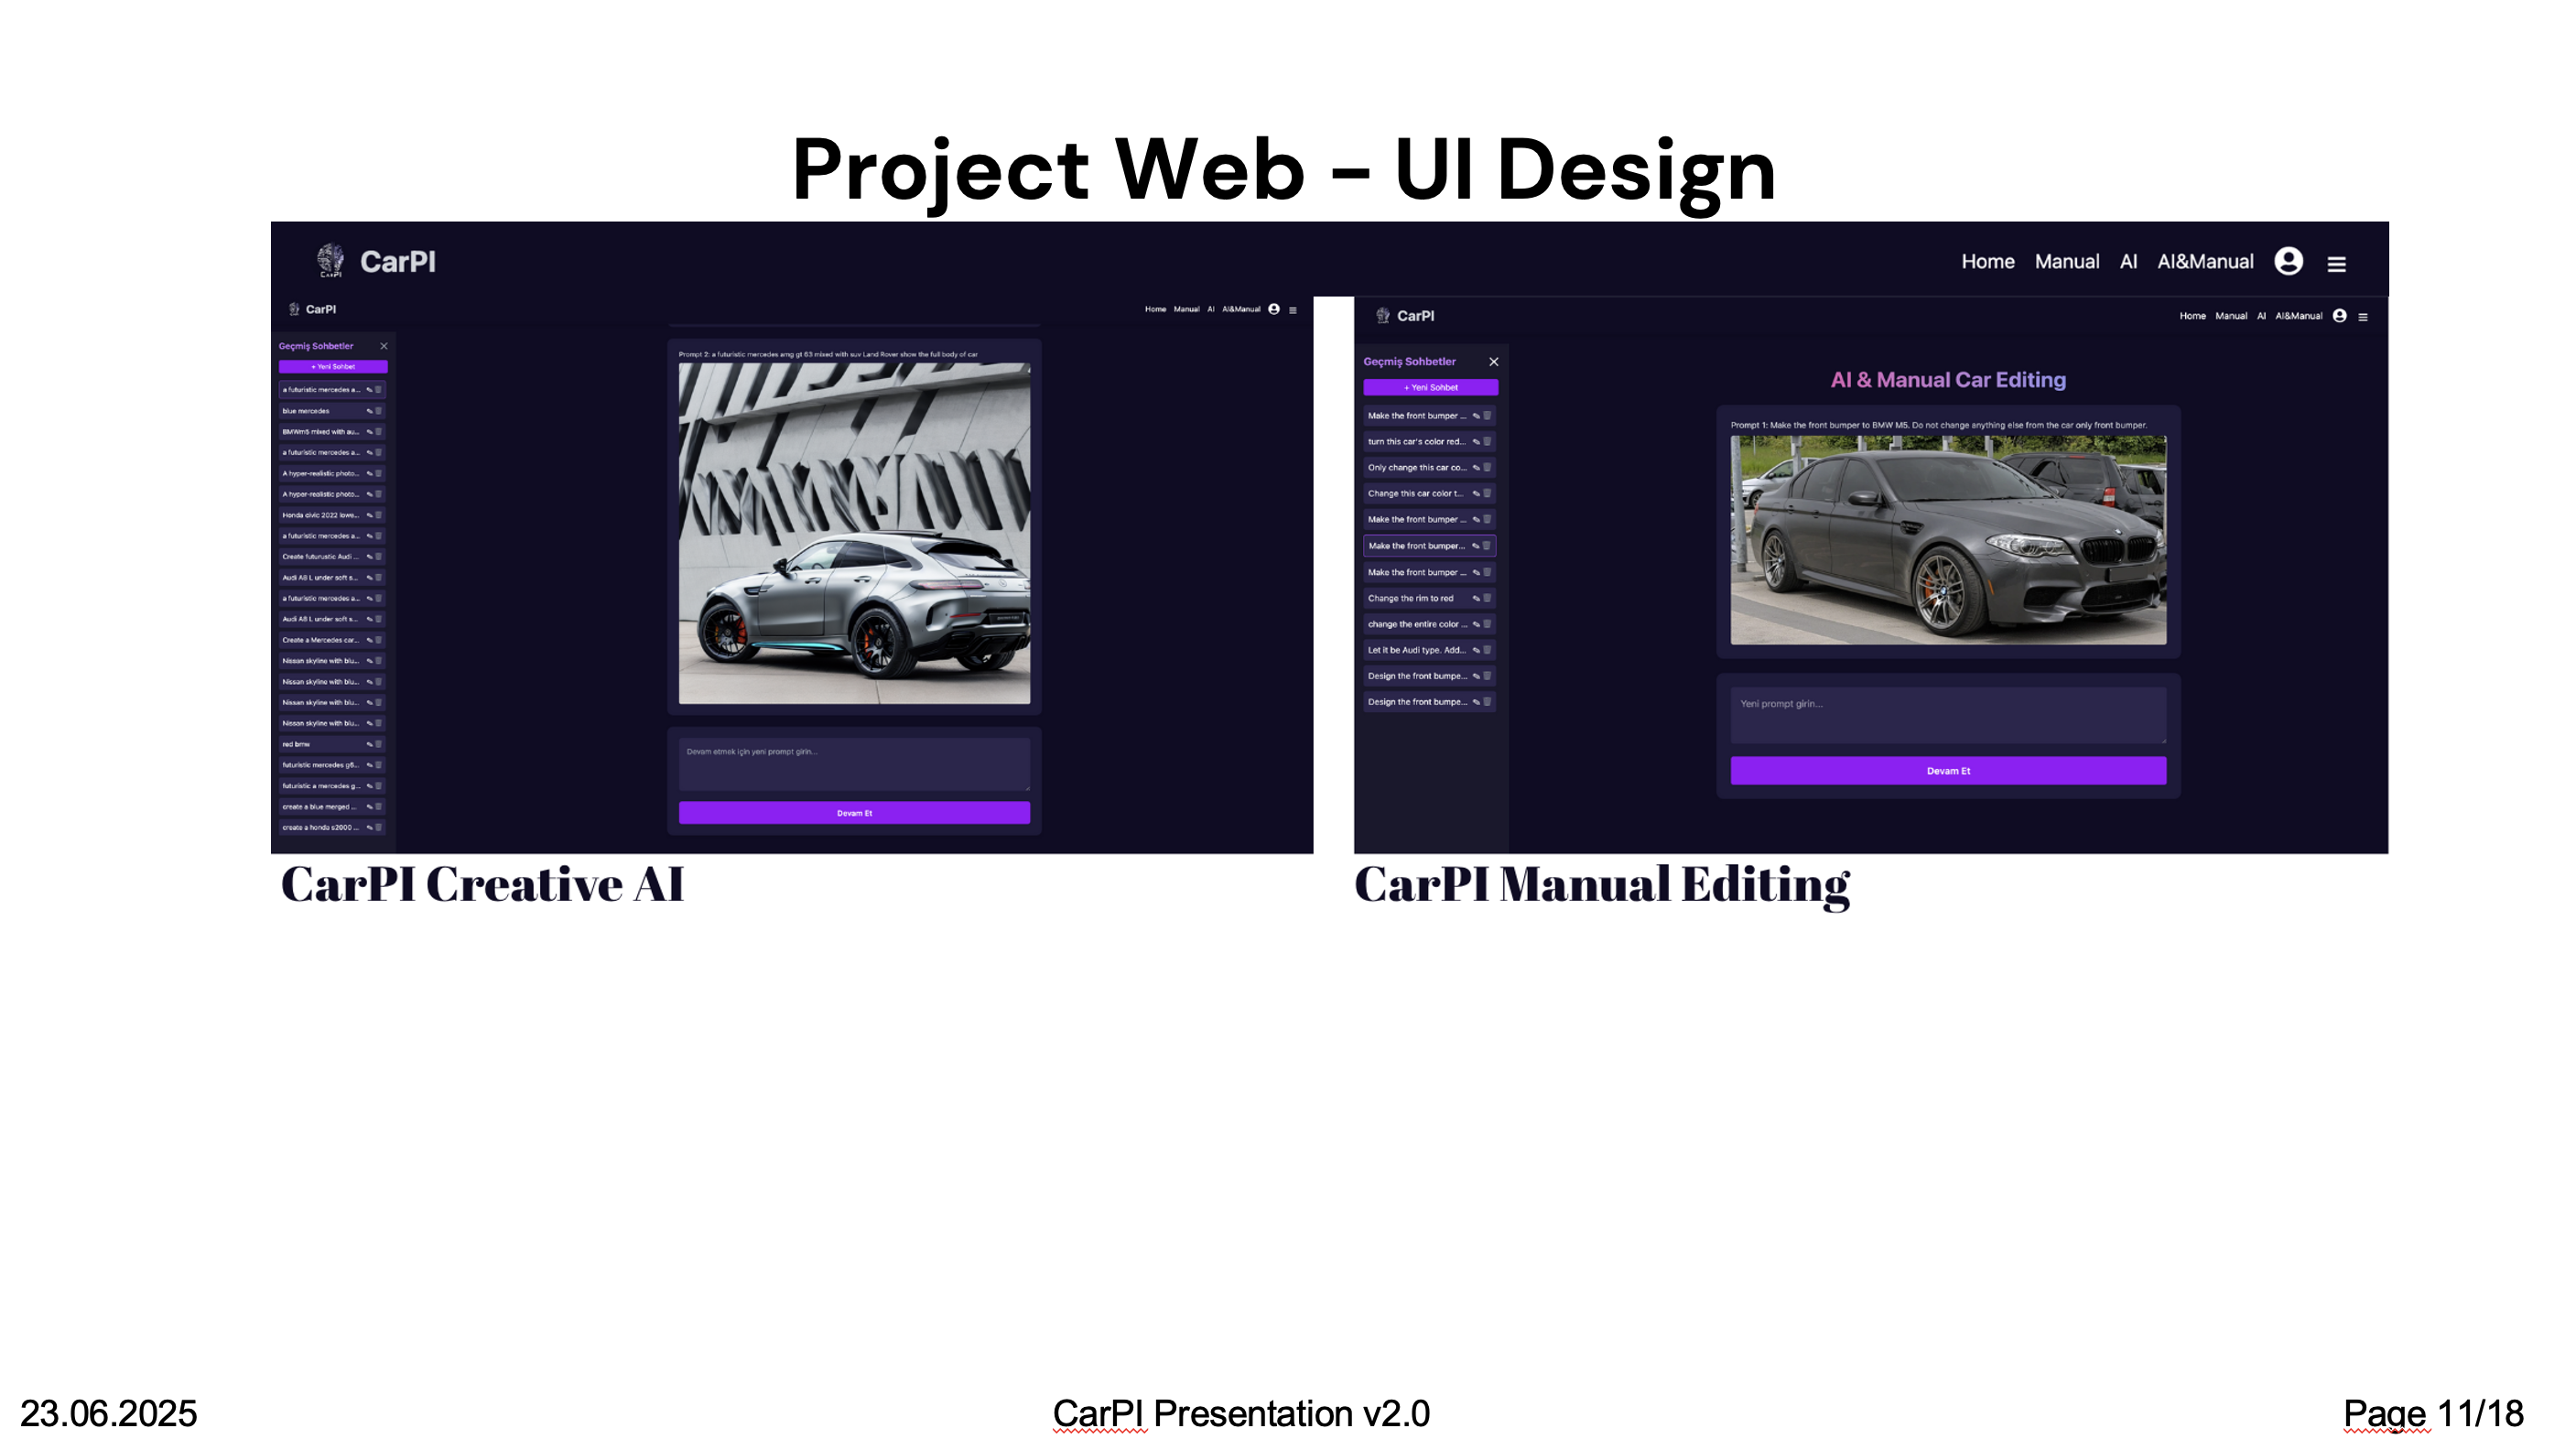 Project Web - UI Design
CarPI
Home Manual AI AI&Manual
CarPI
Home Manual AI AI&Manual
Geçmiş Sohbetler
+ Yeni Sohbet
a futuristic mercedes a...
blue mercedes
BMWm5 mixed with au...
a futuristic mercedes a...
A hyper-realistic photo...
A hyper-realistic photo...
Honda civic 2022 lowe...
a futuristic mercedes a...
Create futurustic Audi ...
Audi A8 L under soft s...
a futuristic mercedes a...
Audi A8 L under soft s...
Create a Mercedes car...
Nissan skyline with blu...
Nissan skyline with blu...
Nissan skyline with blu...
Nissan skyline with blu...
red bmw
futuristic mercedes g6...
futuristic a mercedes g...
create a blue merged ...
create a honda s2000 ...
Prompt 2: a futuristic mercedes amg gt 63 mixed with suv Land Rover show the full body of car
Devam etmek için yeni prompt girin...
Devam Et
CarPI Creative AI
CarPI
Home Manual AI AI&Manual
Geçmiş Sohbetler
+ Yeni Sohbet
Make the front bumper ...
turn this car's color red...
Only change this car co...
Change this car color t...
Make the front bumper ...
Make the front bumper...
Make the front bumper ...
Change the rim to red
change the entire color ...
Let it be Audi type. Add...
Design the front bumpe...
Design the front bumpe...
AI & Manual Car Editing
Prompt 1: Make the front bumper to BMW M5. Do not change anything else from the car only front bumper.
Yeni prompt girin...
Devam Et
CarPI Manual Editing
23.06.2025
CarPI Presentation v2.0
Page 11/18